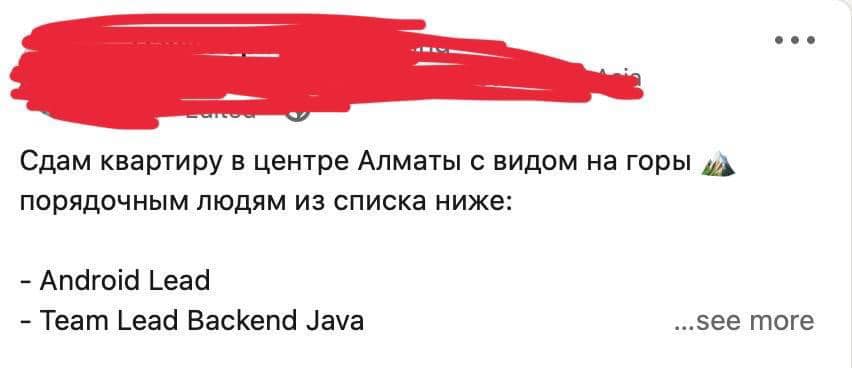 Сдам квартиру в центре Алматы с видом на горы ⛰️
порядочным людям из списка ниже:
- Android Lead
- Team Lead Backend Java
...see more